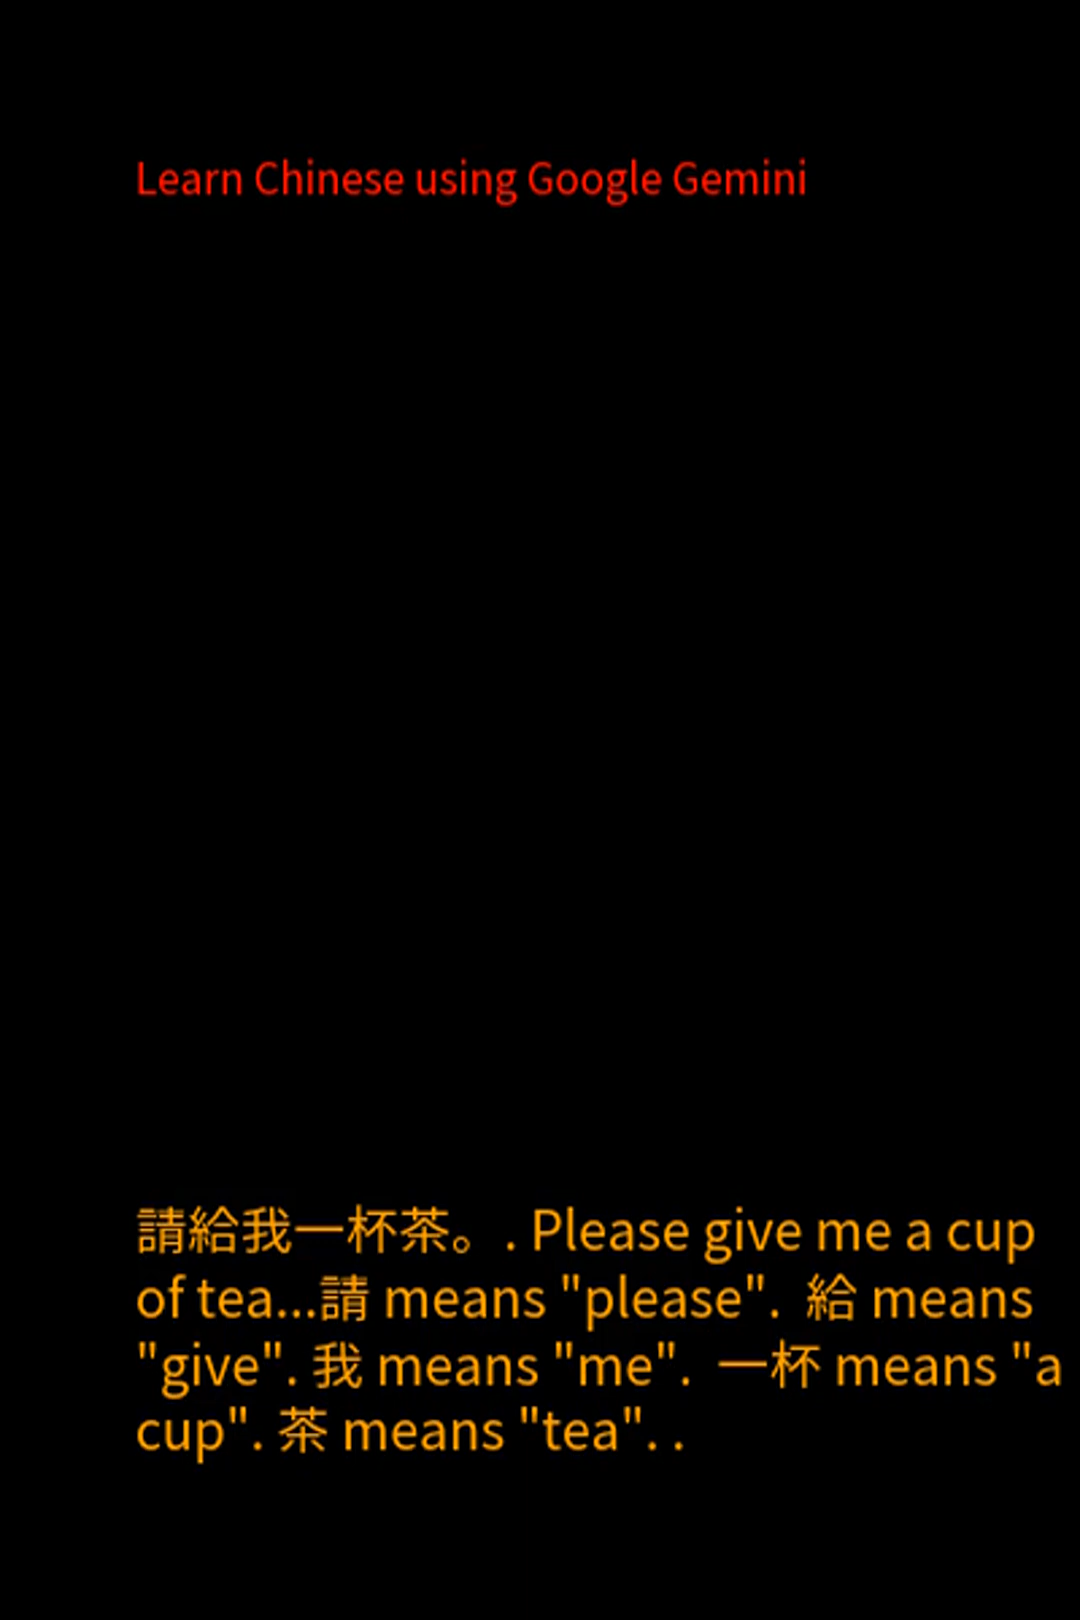 Learn Chinese using Google Gemini
請給我一杯茶。. Please give me a cup
of tea...請 means "please".  給 means
"give". 我 means "me".  一杯 means "a
cup". 茶 means "tea". .